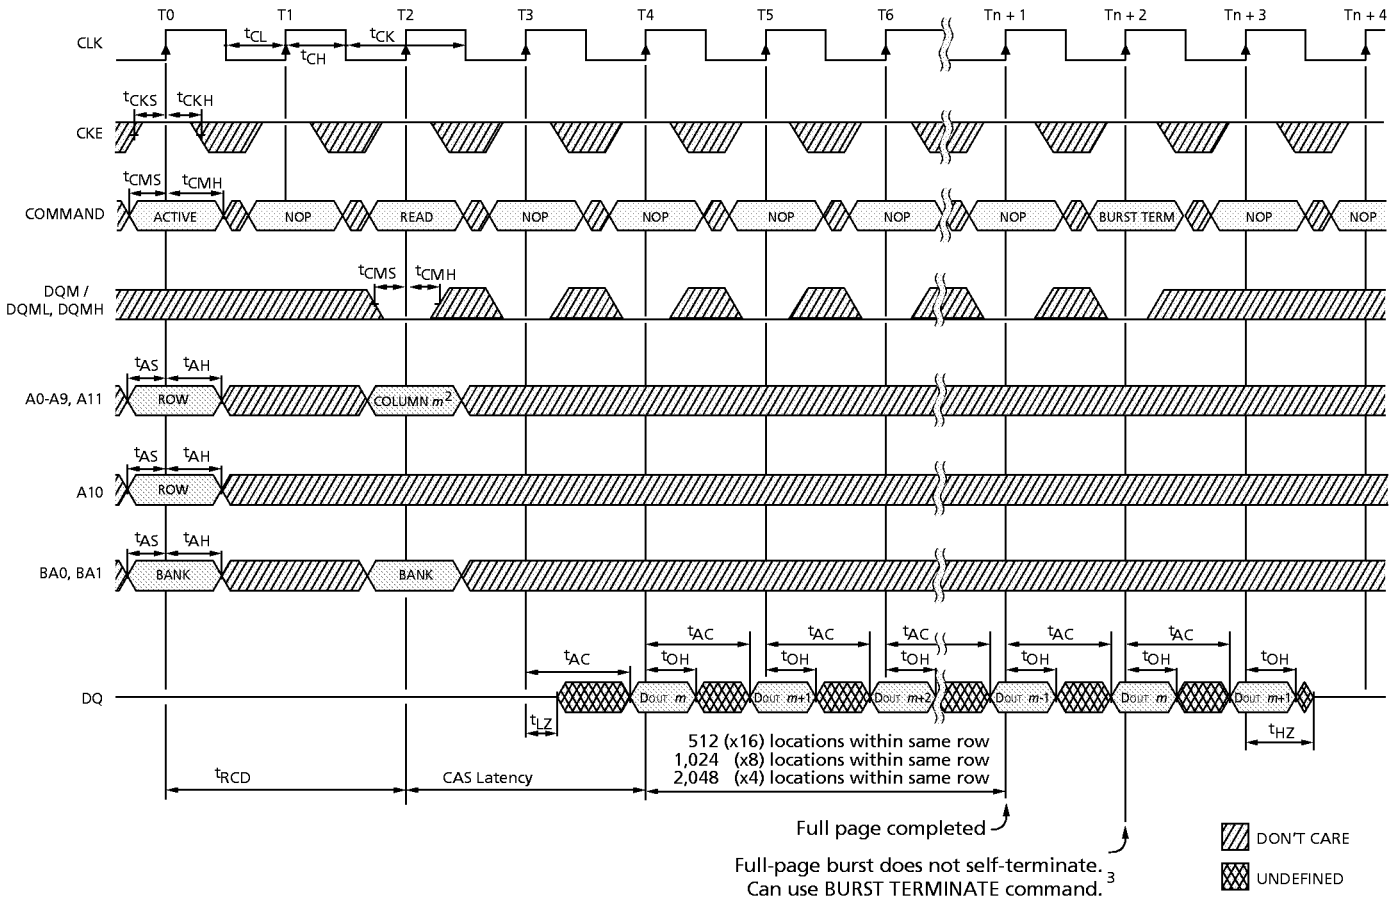 T0 T1 T2 T3 T4 T5 T6 Tn + 1 Tn + 2 Tn + 3 Tn + 4
CLK
tCL tCK
tCH
tCKS tCKH
CKE
tCMS tCMH
COMMAND
ACTIVE NOP READ NOP NOP NOP NOP NOP BURST TERM NOP NOP
tCMS tCMH
DQM /
DQML, DQMH
tAS tAH
A0-A9, A11
ROW COLUMN m2
tAS tAH
A10
ROW
tAS tAH
BA0, BA1
BANK BANK
tAC tAC tAC tAC tAC
tAC tOH tOH tOH tOH tOH tOH
DQ
DOUT m DOUT m+1 DOUT m+2 DOUT m-1 DOUT m DOUT m+1
tLZ tHZ
512 (x16) locations within same row
1,024 (x8) locations within same row
2,048 (x4) locations within same row
tRCD CAS Latency
Full page completed
Full-page burst does not self-terminate.
Can use BURST TERMINATE command. 3
DON'T CARE
UNDEFINED